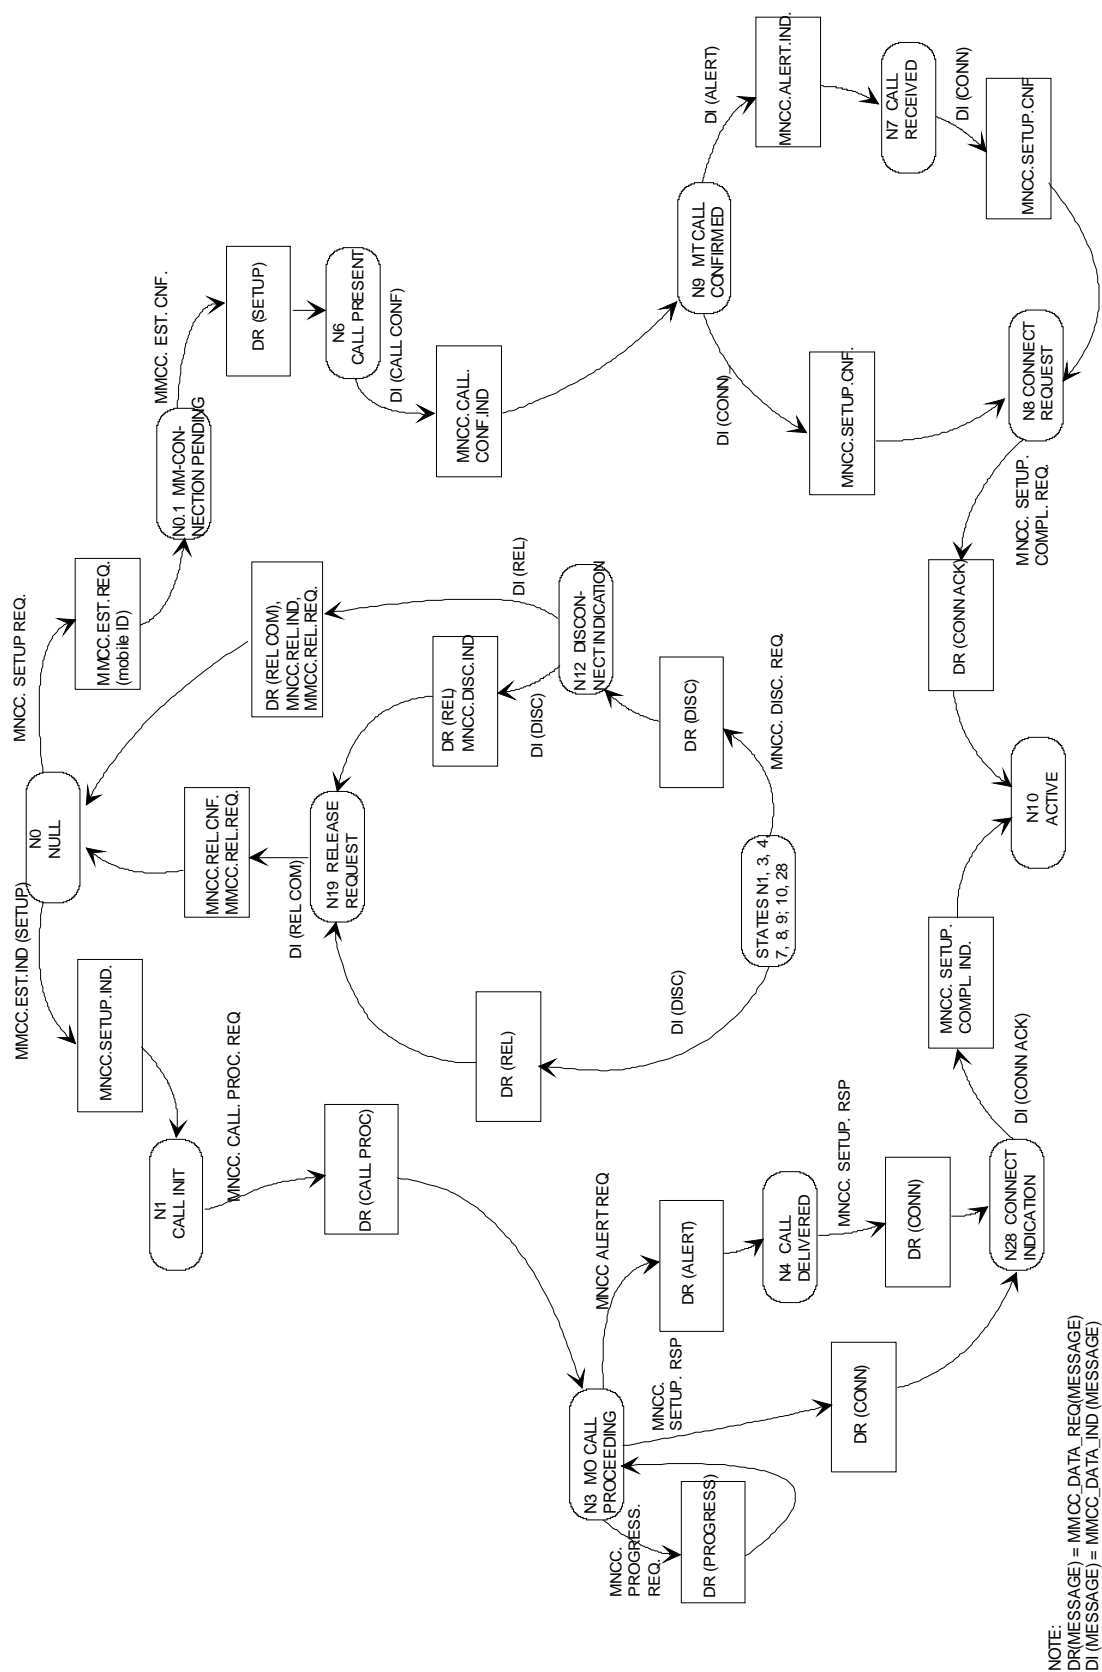 MNCC. SETUP REQ.
MMCC.EST.IND (SETUP)
N0
NULL
MMCC.EST.REQ.
(mobile ID)
MNCC.SETUP.IND.
N0.1 MM-CON-
NECTION PENDING
MMCC. EST. CNF.
DR (SETUP)
N6
CALL PRESENT
DI (CALL CONF)
MNCC.CALL.
CONF.IND
N1
CALL INIT
MNCC. CALL. PROC. REQ
DR (CALL PROC)
MNCC.REL.CNF.
MMCC.REL.REQ.
DI (REL COM)
N19 RELEASE
REQUEST
DR (REL COM),
MNCC.REL.IND,
MMCC.REL.REQ.
DI (REL)
DR (REL)
MNCC.DISC.IND
DI (DISC)
N12 DISCON-
NECT INDICATION
DR (DISC)
MNCC. DISC. REQ.
STATES N1, 3, 4,
7, 8, 9; 10, 28
DI (DISC)
DR (REL)
N9 MT CALL
CONFIRMED
DI (ALERT)
MNCC.ALERT.IND.
N7 CALL
RECEIVED
DI (CONN)
MNCC.SETUP.CNF
DI (CONN)
MNCC.SETUP.CNF.
N8 CONNECT
REQUEST
MNCC. SETUP.
COMPL. REQ.
DR (CONN ACK)
N10
ACTIVE
N3 MO CALL
PROCEEDING
MNCC ALERT REQ
DR (ALERT)
N4 CALL
DELIVERED
MNCC. SETUP. RSP
DR (CONN)
MNCC.
SETUP. RSP
DR (CONN)
MNCC.
PROGRESS.
REQ.
DR (PROGRESS)
N28 CONNECT
INDICATION
DI (CONN ACK)
MNCC. SETUP.
COMPL. IND.
NOTE:
DR(MESSAGE) = MMCC_DATA_REQ(MESSAGE)
DI (MESSAGE) = MMCC_DATA_IND (MESSAGE)